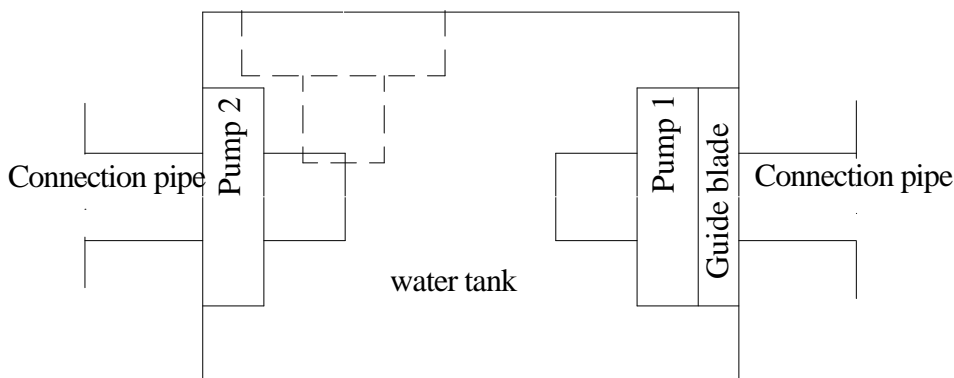 Connection pipe
Pump 2
Pump 1
Guide blade
Connection pipe
water tank